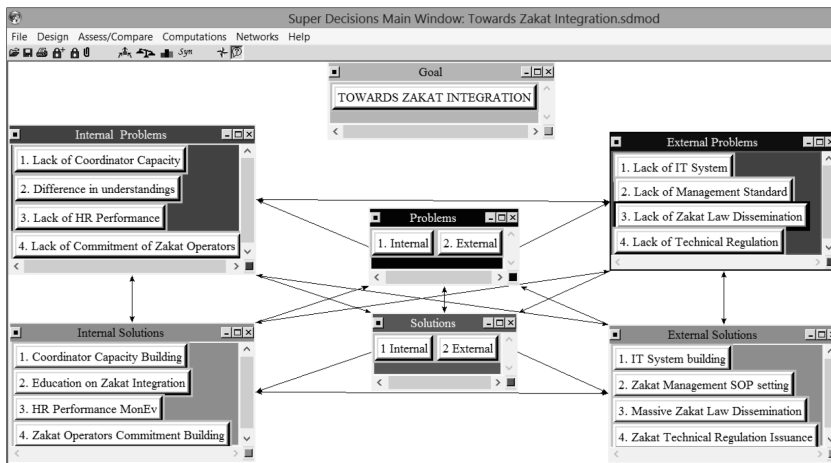 Super Decisions Main Window: Towards Zakat Integration.sdmod
File Design Assess/Compare Computations Networks Help
Syn
Goal
TOWARDS ZAKAT INTEGRATION
Internal Problems
1. Lack of Coordinator Capacity
2. Difference in understandings
3. Lack of HR Performance
4. Lack of Commitment of Zakat Operators
External Problems
1. Lack of IT System
2. Lack of Management Standard
3. Lack of Zakat Law Dissemination
4. Lack of Technical Regulation
Problems
1. Internal 2. External
Solutions
1 Internal 2 External
Internal Solutions
1. Coordinator Capacity Building
2. Education on Zakat Integration
3. HR Performance MonEv
4. Zakat Operators Commitment Building
External Solutions
1. IT System building
2. Zakat Management SOP setting
3. Massive Zakat Law Dissemination
4. Zakat Technical Regulation Issuance